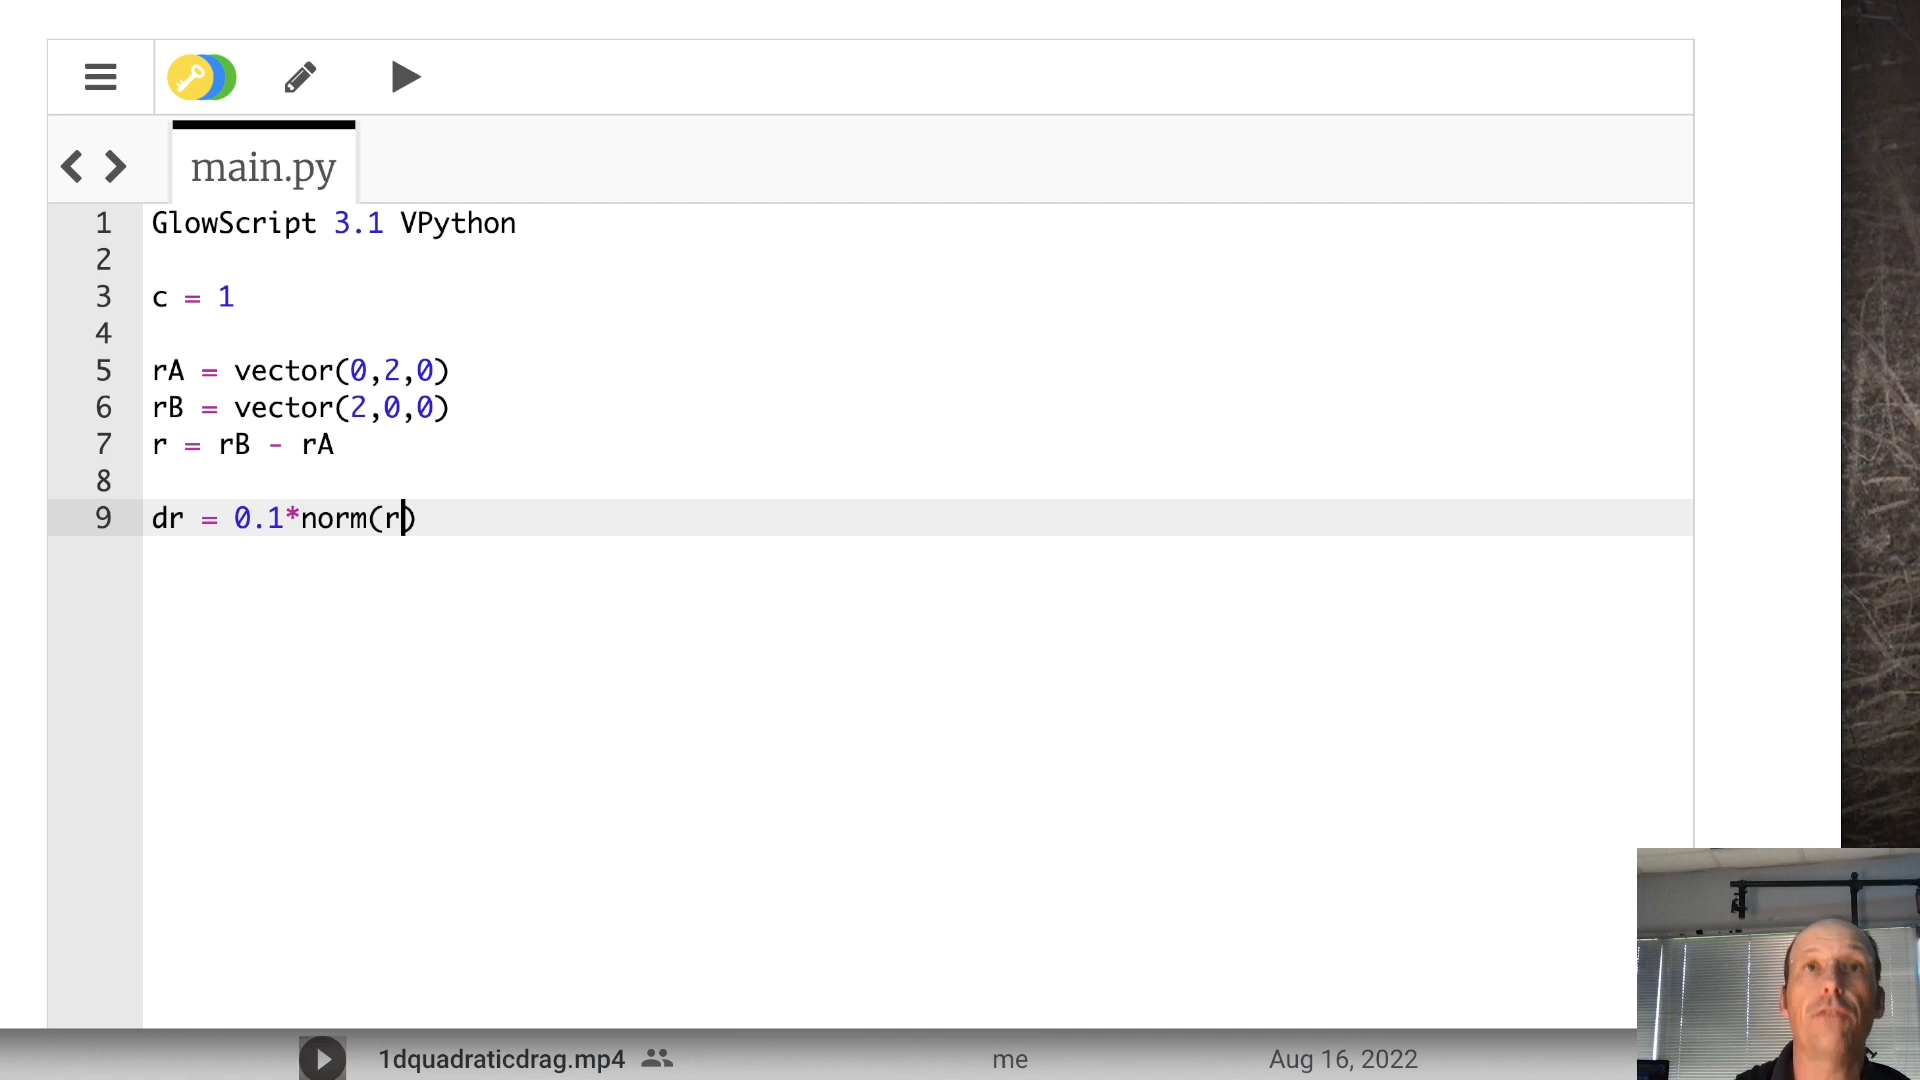 main.py
1 GlowScript 3.1 VPython
2
3 c = 1
4
5 rA = vector(0,2,0)
6 rB = vector(2,0,0)
7 r = rB - rA
8
9 dr = 0.1*norm(r)
1dquadraticdrag.mp4 me Aug 16, 2022